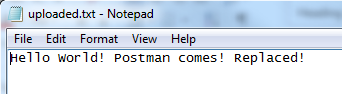 uploaded.txt - Notepad
File Edit Format View Help
Hello World! Postman comes! Replaced!